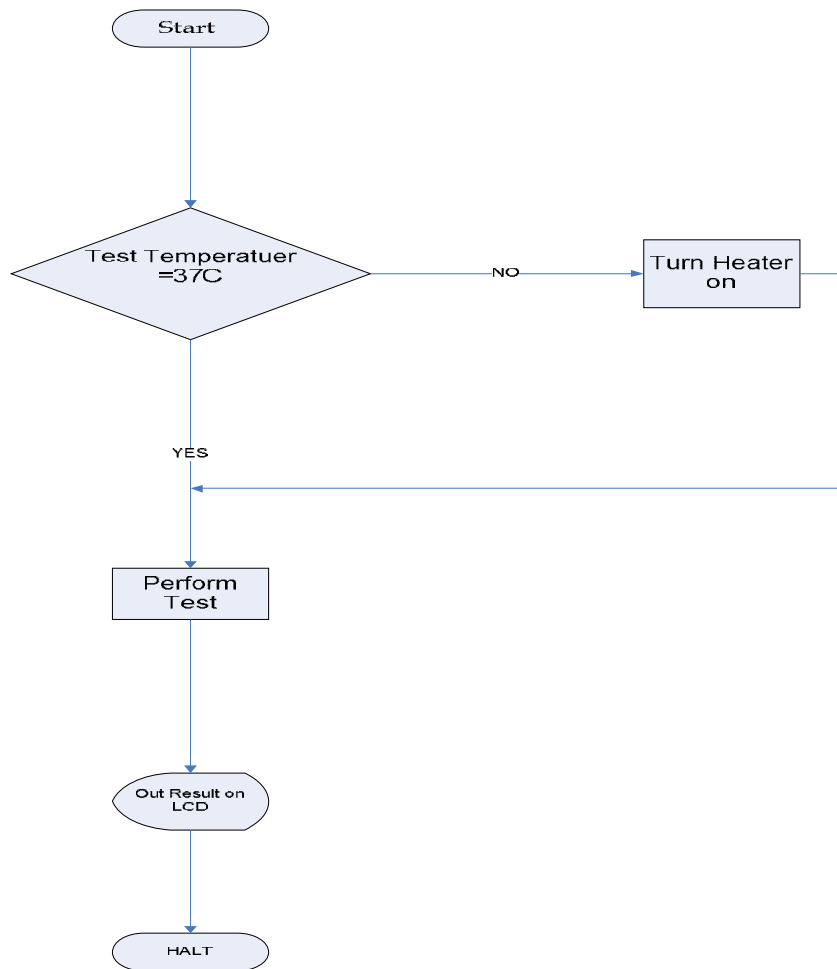 Start
Test Temperatuer
=37C
NO
Turn Heater
on
YES
Perform
Test
Out Result on
LCD
HALT